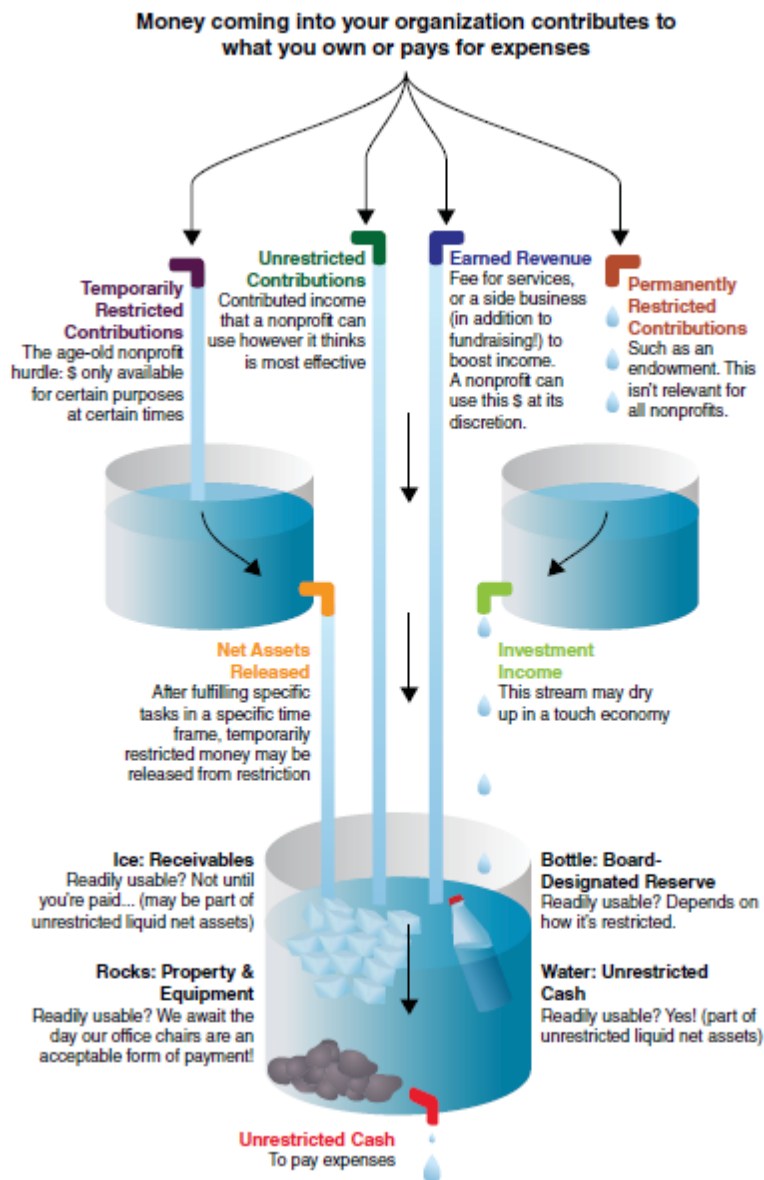 Money coming into your organization contributes to
what you own or pays for expenses
Temporarily
Restricted
Contributions
The age-old nonprofit
hurdle: $ only available
for certain purposes
at certain times
Unrestricted
Contributions
Contributed income
that a nonprofit can
use however it thinks
is most effective
Earned Revenue
Fee for services,
or a side business
(in addition to
fundraising!) to
boost income.
A nonprofit can
use this $ at its
discretion.
Permanently
Restricted
Contributions
Such as an
endowment. This
isn't relevant for
all nonprofits.
Net Assets
Released
After fulfilling specific
tasks in a specific time
frame, temporarily
restricted money may be
released from restriction
Investment
Income
This stream may dry
up in a touch economy
Ice: Receivables
Readily usable? Not until
you're paid... (may be part of
unrestricted liquid net assets)
Bottle: Board-
Designated Reserve
Readily usable? Depends on
how it's restricted.
Rocks: Property &
Equipment
Readily usable? We await the
day our office chairs are an
acceptable form of payment!
Water: Unrestricted
Cash
Readily usable? Yes! (part of
unrestricted liquid net assets)
Unrestricted Cash
To pay expenses